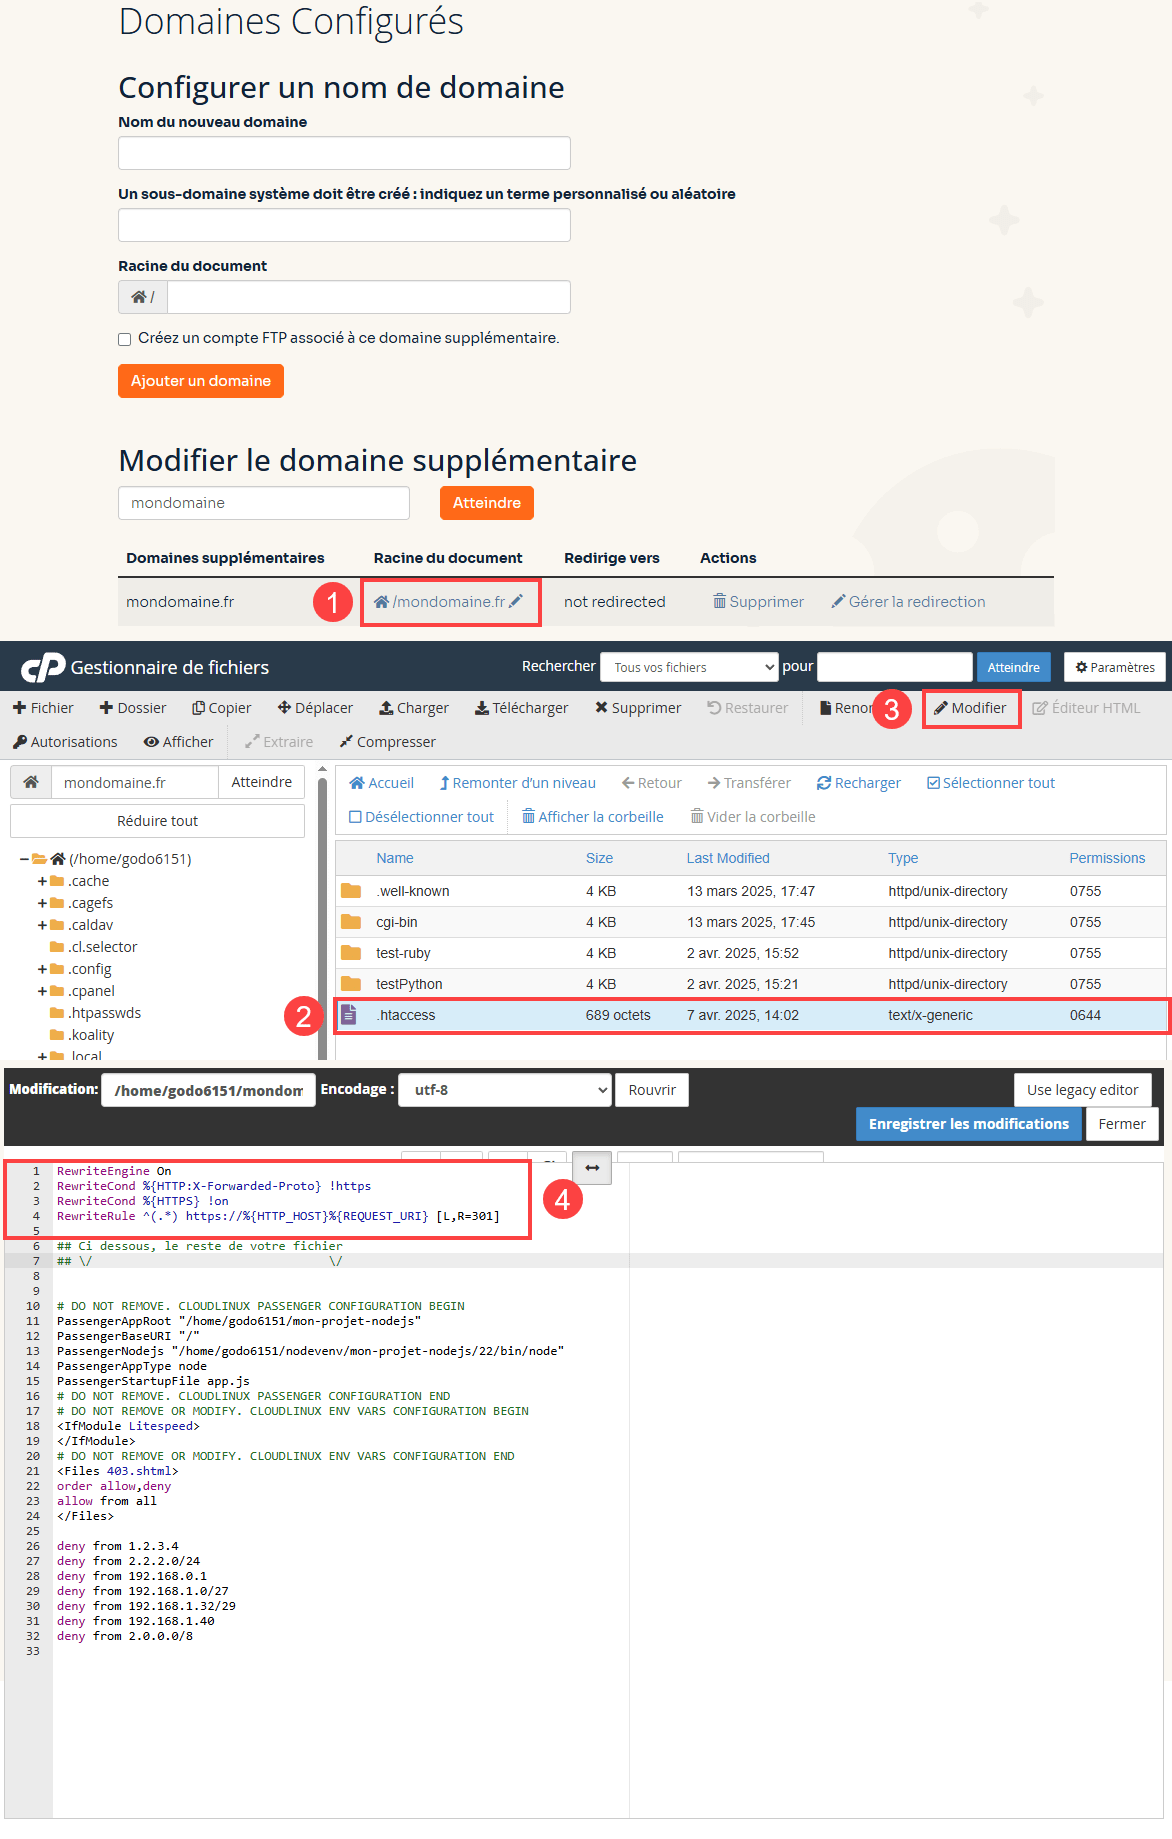 Domaines Configurés
Configurer un nom de domaine
Nom du nouveau domaine
Un sous-domaine système doit être créé : indiquez un terme personnalisé ou aléatoire
Racine du document
/
Créez un compte FTP associé à ce domaine supplémentaire.
Ajouter un domaine
Modifier le domaine supplémentaire
mondomaine Atteindre
Domaines supplémentaires Racine du document Redirige vers Actions
mondomaine.fr 1 /mondomaine.fr not redirected Supprimer Gérer la redirection
cP Gestionnaire de fichiers Rechercher Tous vos fichiers pour Atteindre Paramètres
Fichier Dossier Copier Déplacer Charger Télécharger Supprimer Restaurer 3 Modifier Éditeur HTML
Autorisations Afficher Extraire Compresser
mondomaine.fr Atteindre
Réduire tout
(/home/godo6151)
.cache
.cagefs
.caldav
.cl.selector
.config
.cpanel
.htpasswds
.koality
.local
Accueil Remonter d'un niveau Retour Transférer Recharger Sélectionner tout
Désélectionner tout Afficher la corbeille Vider la corbeille
Name Size Last Modified Type Permissions
.well-known 4 KB 13 mars 2025, 17:47 httpd/unix-directory 0755
cgi-bin 4 KB 13 mars 2025, 17:45 httpd/unix-directory 0755
test-ruby 4 KB 2 avr. 2025, 15:52 httpd/unix-directory 0755
testPython 4 KB 2 avr. 2025, 15:21 httpd/unix-directory 0755
2 .htaccess 689 octets 7 avr. 2025, 14:02 text/x-generic 0644
Modification: /home/godo6151/mondom Encodage : utf-8 Rouvrir Use legacy editor
Enregistrer les modifications Fermer
1 RewriteEngine On
2 RewriteCond %{HTTP:X-Forwarded-Proto} !https
3 RewriteCond %{HTTPS} !on
4 RewriteRule ^(.*) https://%{HTTP_HOST}%{REQUEST_URI} [L,R=301]
4
5
6 ## Ci dessous, le reste de votre fichier
7 ## \/ \/
8
9
10 # DO NOT REMOVE. CLOUDLINUX PASSENGER CONFIGURATION BEGIN
11 PassengerAppRoot "/home/godo6151/mon-projet-nodejs"
12 PassengerBaseURI "/"
13 PassengerNodejs "/home/godo6151/nodevenv/mon-projet-nodejs/22/bin/node"
14 PassengerAppType node
15 PassengerStartupFile app.js
16 # DO NOT REMOVE. CLOUDLINUX PASSENGER CONFIGURATION END
17 # DO NOT REMOVE OR MODIFY. CLOUDLINUX ENV VARS CONFIGURATION BEGIN
18 <IfModule Litespeed>
19 </IfModule>
20 # DO NOT REMOVE OR MODIFY. CLOUDLINUX ENV VARS CONFIGURATION END
21 <Files 403.shtml>
22 order allow,deny
23 allow from all
24 </Files>
25
26 deny from 1.2.3.4
27 deny from 2.2.2.0/24
28 deny from 192.168.0.1
29 deny from 192.168.1.0/27
30 deny from 192.168.1.32/29
31 deny from 192.168.1.40
32 deny from 2.0.0.0/8
33